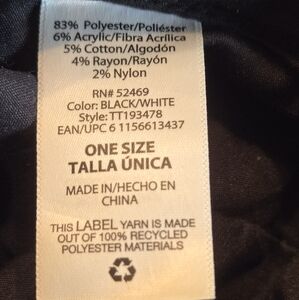 83% Polyester/Poliéster
6% Acrylic/Fibra Acrílica
5% Cotton/Algodón
4% Rayon/Rayón
2% Nylon
RN# 52469
Color: BLACK/WHITE
Style: TT193478
EAN/UPC 6 1156613437
ONE SIZE
TALLA ÚNICA
MADE IN/HECHO EN
CHINA
THIS LABEL YARN IS MADE
OUT OF 100% RECYCLED
POLYESTER MATERIALS